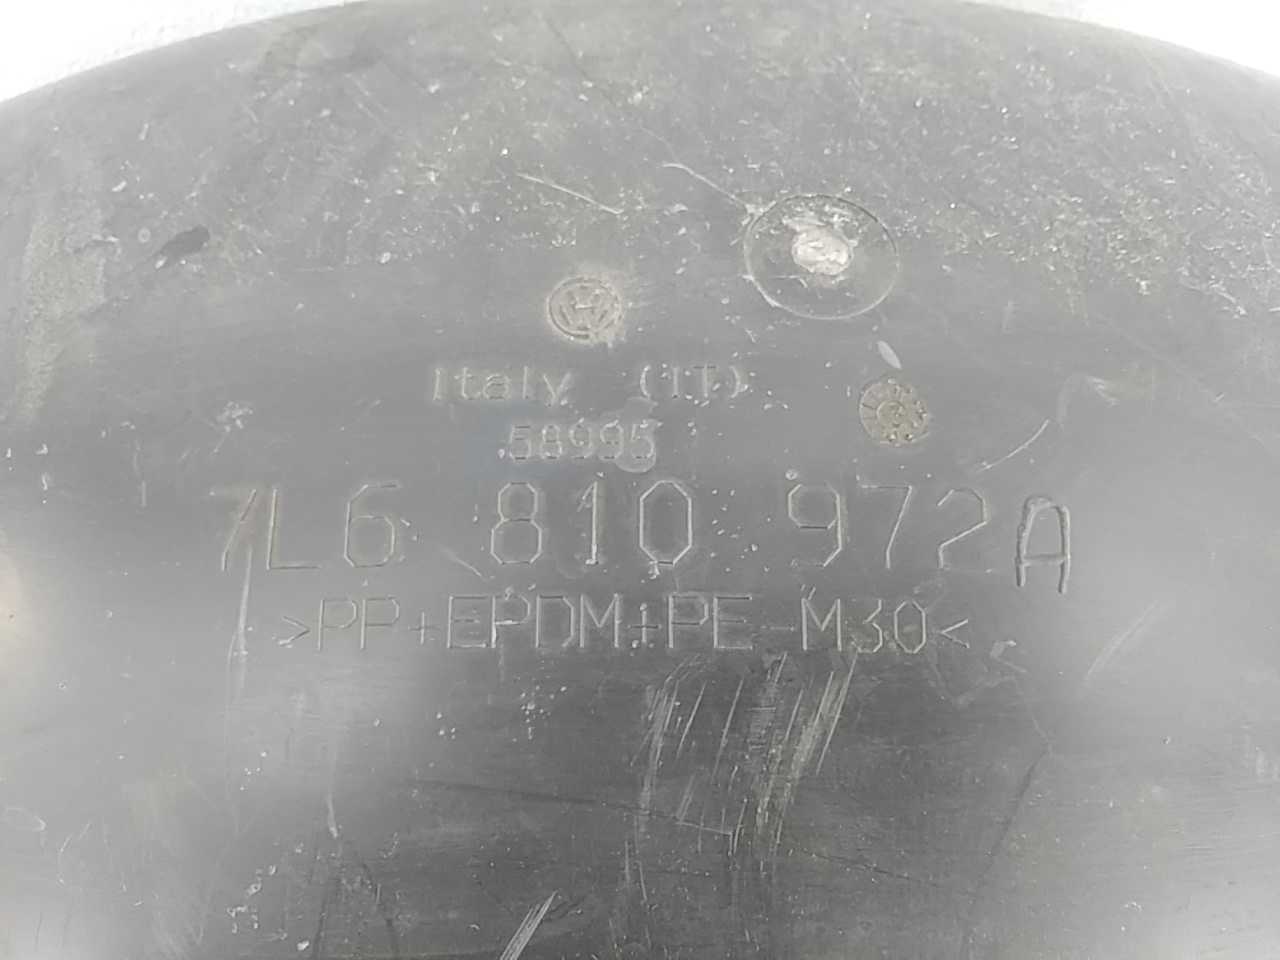 Italy (IT)
58995
7L6 810 972A
>PP+EPDM+PE-M30<